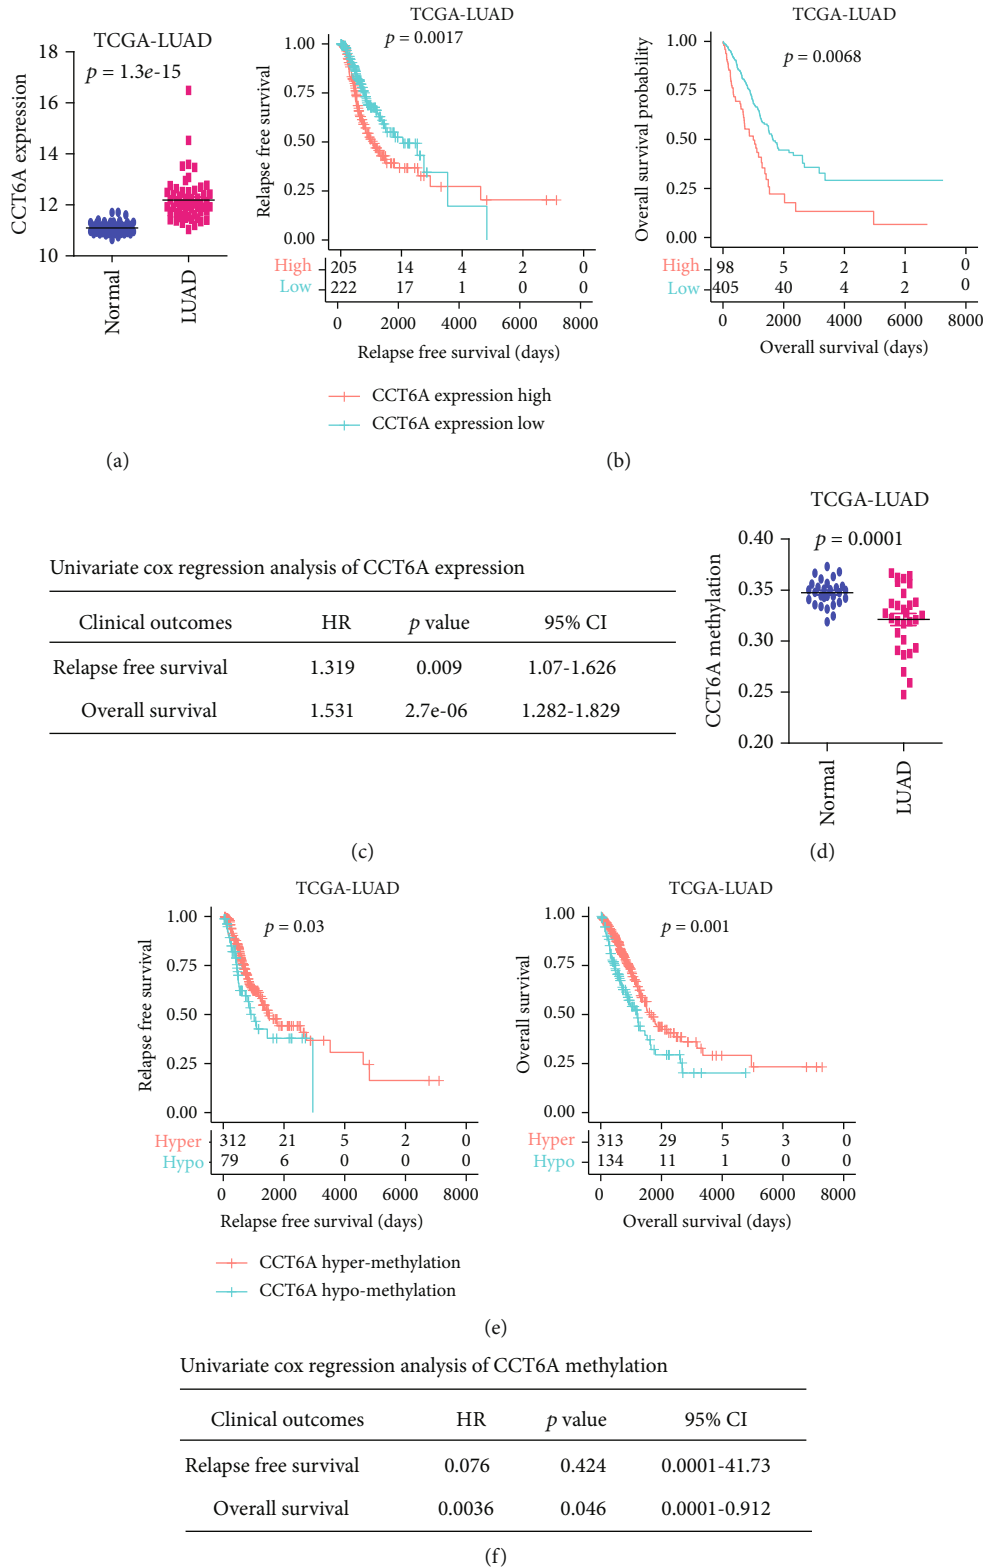 TCGA-LUAD
p = 1.3e-15
CCT6A expression
18
16
14
12
10
Normal
LUAD
(a)
TCGA-LUAD
p = 0.0017
Relapse free survival
1.00
0.75
0.50
0.25
0.00
High 205 14 4 2 0
Low 222 17 1 0 0
0 2000 4000 6000 8000
Relapse free survival (days)
CCT6A expression high
CCT6A expression low
TCGA-LUAD
p = 0.0068
Overall survival probability
1.00
0.75
0.50
0.25
0.00
High 98 5 2 1 0
Low 405 40 4 2 0
0 2000 4000 6000 8000
Overall survival (days)
(b)
Univariate cox regression analysis of CCT6A expression
Clinical outcomes HR p value 95% CI
Relapse free survival 1.319 0.009 1.07-1.626
Overall survival 1.531 2.7e-06 1.282-1.829
(c)
TCGA-LUAD
p = 0.0001
CCT6A methylation
0.40
0.35
0.30
0.25
0.20
Normal
LUAD
(d)
TCGA-LUAD
p = 0.03
Relapse free survival
1.00
0.75
0.50
0.25
0.00
Hyper 312 21 5 2 0
Hypo 79 6 0 0 0
0 2000 4000 6000 8000
Relapse free survival (days)
CCT6A hyper-methylation
CCT6A hypo-methylation
TCGA-LUAD
p = 0.001
Overall survival
1.00
0.75
0.50
0.25
0.00
Hyper 313 29 5 3 0
Hypo 134 11 1 0 0
0 2000 4000 6000 8000
Overall survival (days)
(e)
Univariate cox regression analysis of CCT6A methylation
Clinical outcomes HR p value 95% CI
Relapse free survival 0.076 0.424 0.0001-41.73
Overall survival 0.0036 0.046 0.0001-0.912
(f)